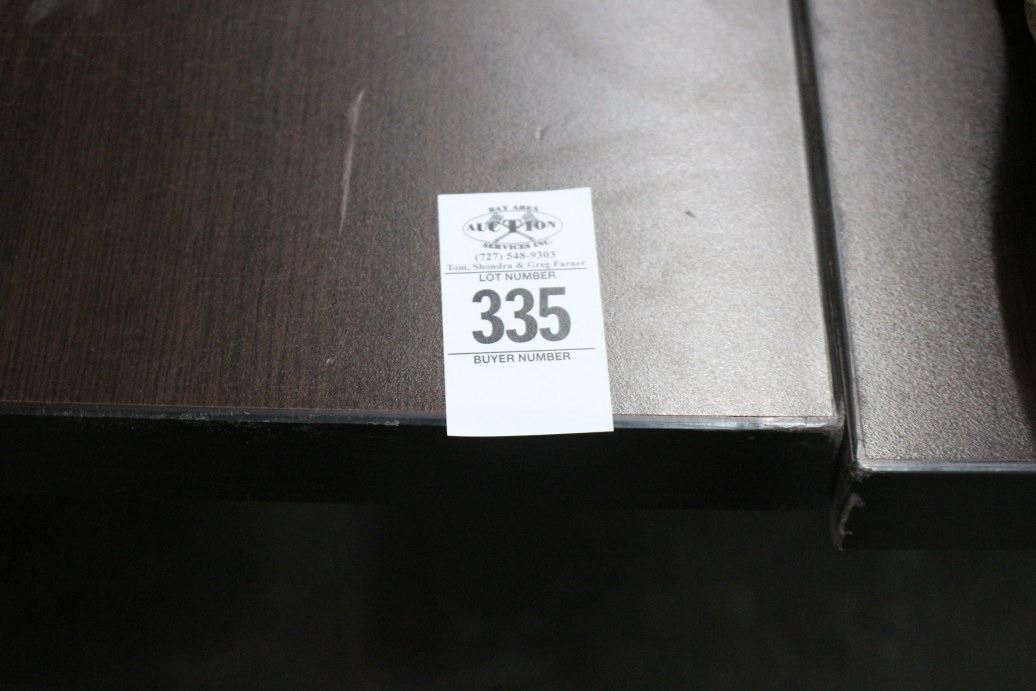 BAY AREA
AUCTION
SERVICES INC.
(727) 548-9303
Tom, Shondra & Greg Farner
LOT NUMBER
335
BUYER NUMBER